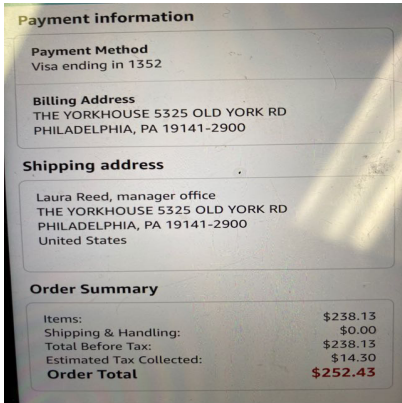 Payment information
Payment Method
Visa ending in 1352
Billing Address
THE YORKHOUSE 5325 OLD YORK RD
PHILADELPHIA, PA 19141-2900
Shipping address
Laura Reed, manager office
THE YORKHOUSE 5325 OLD YORK RD
PHILADELPHIA, PA 19141-2900
United States
Order Summary
Items: $238.13
Shipping & Handling: $0.00
Total Before Tax: $238.13
Estimated Tax Collected: $14.30
Order Total $252.43